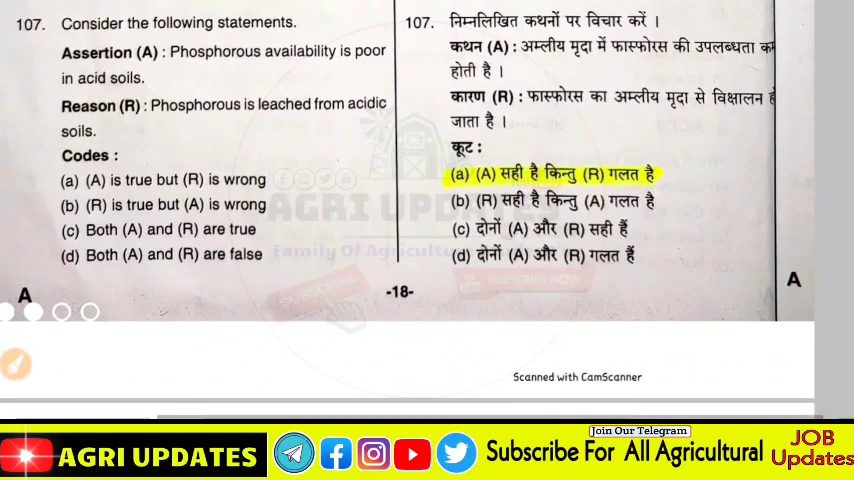 107. Consider the following statements.
Assertion (A) : Phosphorous availability is poor
in acid soils.
Reason (R) : Phosphorous is leached from acidic
soils.
Codes :
(a) (A) is true but (R) is wrong
(b) (R) is true but (A) is wrong
(c) Both (A) and (R) are true
(d) Both (A) and (R) are false
A
107. निम्नलिखित कथनों पर विचार करें ।
कथन (A) : अम्लीय मृदा में फास्फोरस की उपलब्धता
होती है ।
कारण (R) : फास्फोरस का अम्लीय मृदा से विक्षालन
जाता है ।
कूट :
(a) (A) सही है किन्तु (R) गलत है
(b) (R) सही है किन्तु (A) गलत है
(c) दोनों (A) और (R) सही हैं
(d) दोनों (A) और (R) गलत हैं
A
-18-
AGRI UPDATES
Family Of Agriculture
SUBSCRIBE
SUBSCRIBE NOW
Scanned with CamScanner
AGRI UPDATES
Join Our Telegram
Subscribe For All Agricultural
JOB
Updates